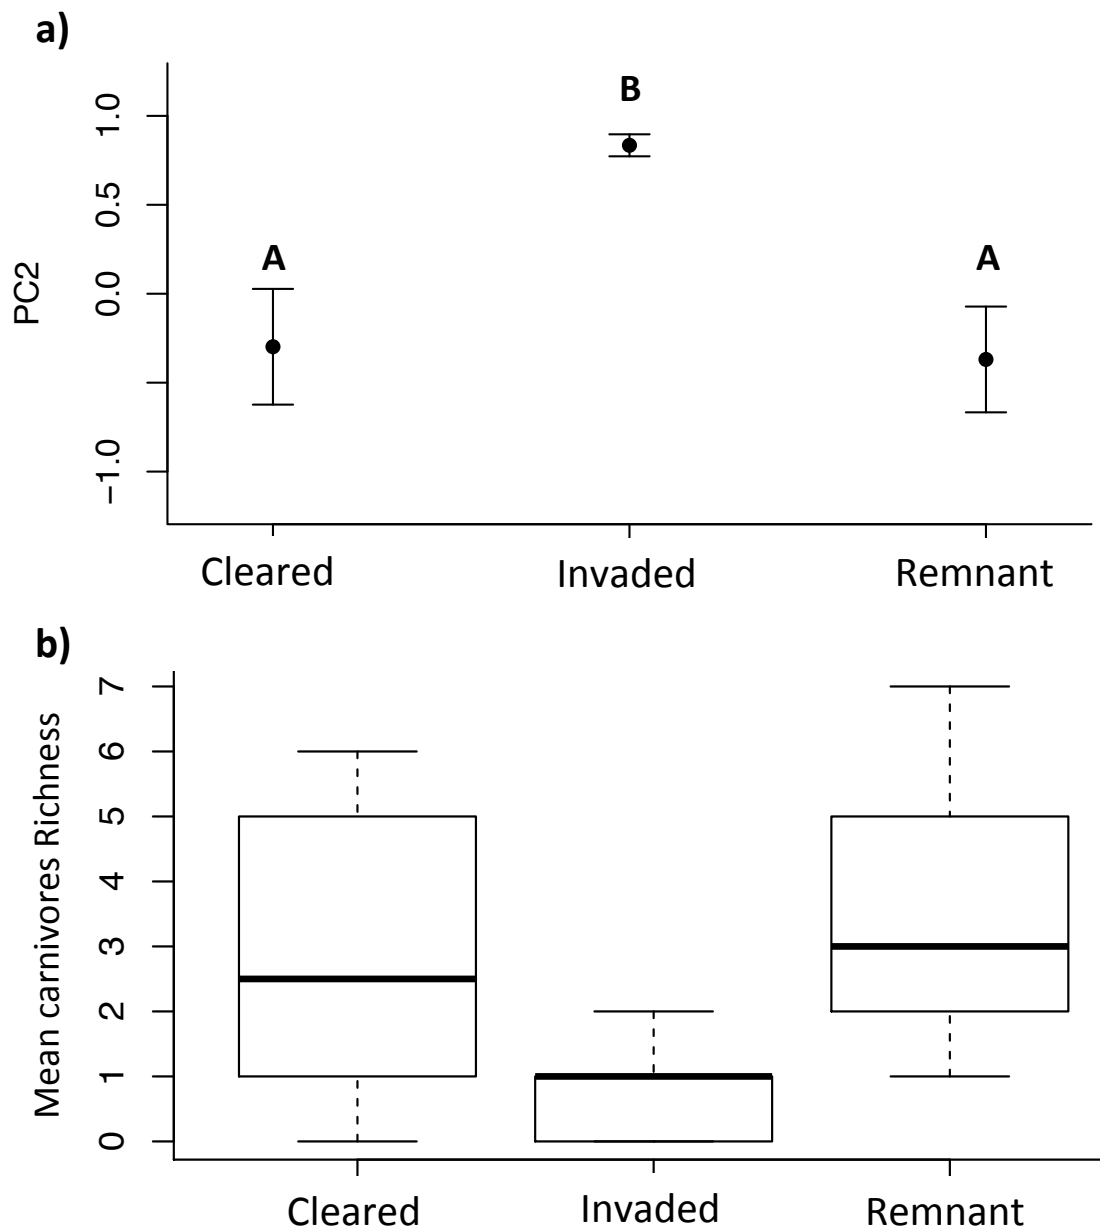 a)
PC2
1.0
0.5
0.0
−1.0
B
A
A
Cleared
Invaded
Remnant
b)
Mean carnivores Richness
7
6
5
4
3
2
1
0
Cleared
Invaded
Remnant